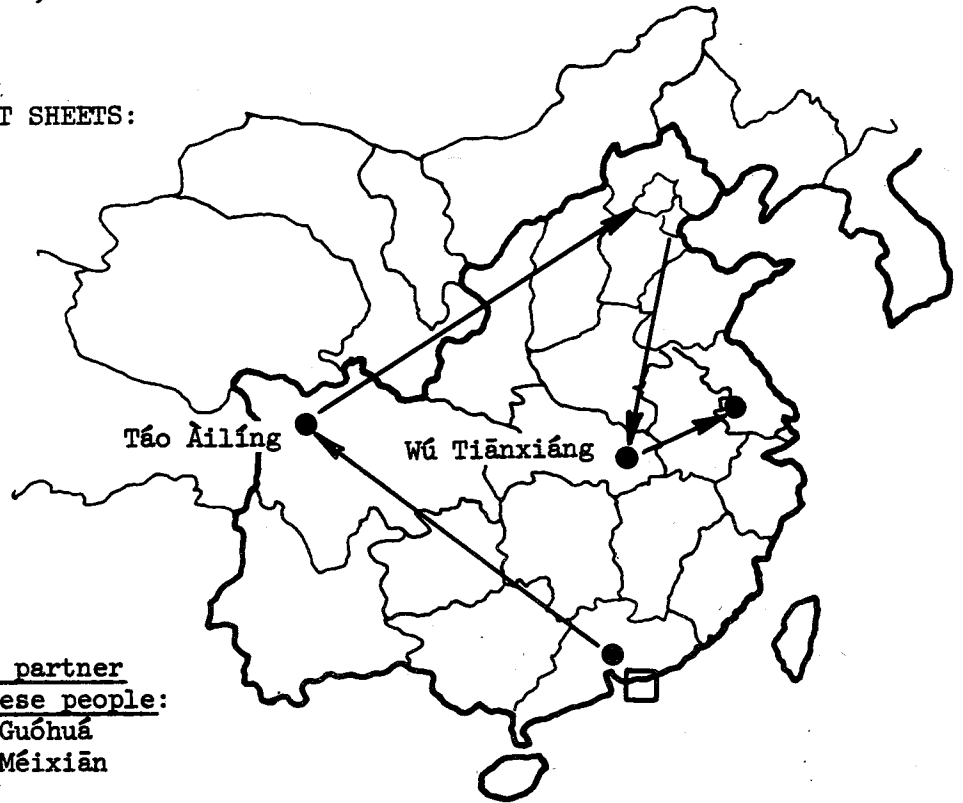 T SHEETS:
Táo Àilíng
Wú Tiānxiáng
partner
ese people:
Guóhuá
Méixiān